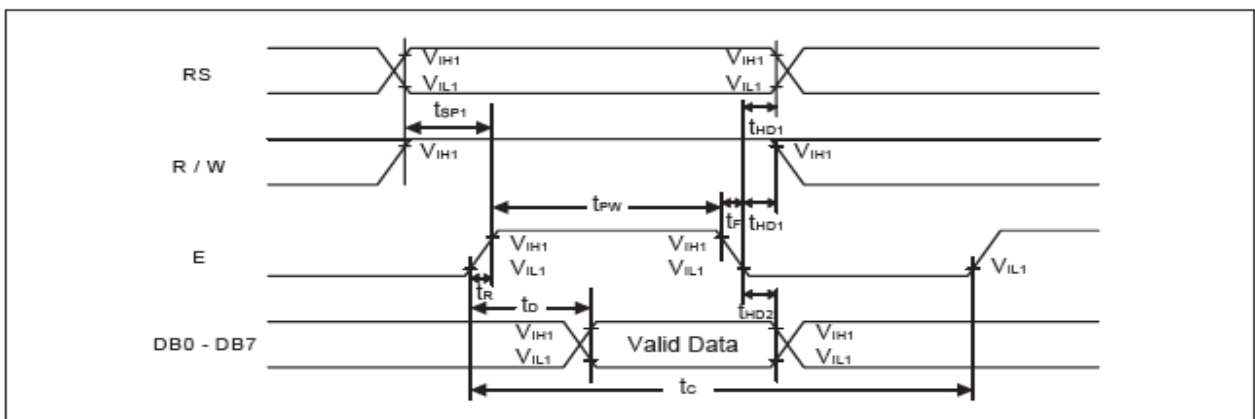 RS
VIH1
VIH1
VIL1
VIL1
tSP1
tHD1
R / W
VIH1
VIH1
tPW
tF
tHD1
E
VIH1
VIH1
VIL1
VIL1
VIL1
tR
tD
tHD2
DB0 - DB7
VIH1
Valid Data
VIH1
VIL1
VIL1
tC